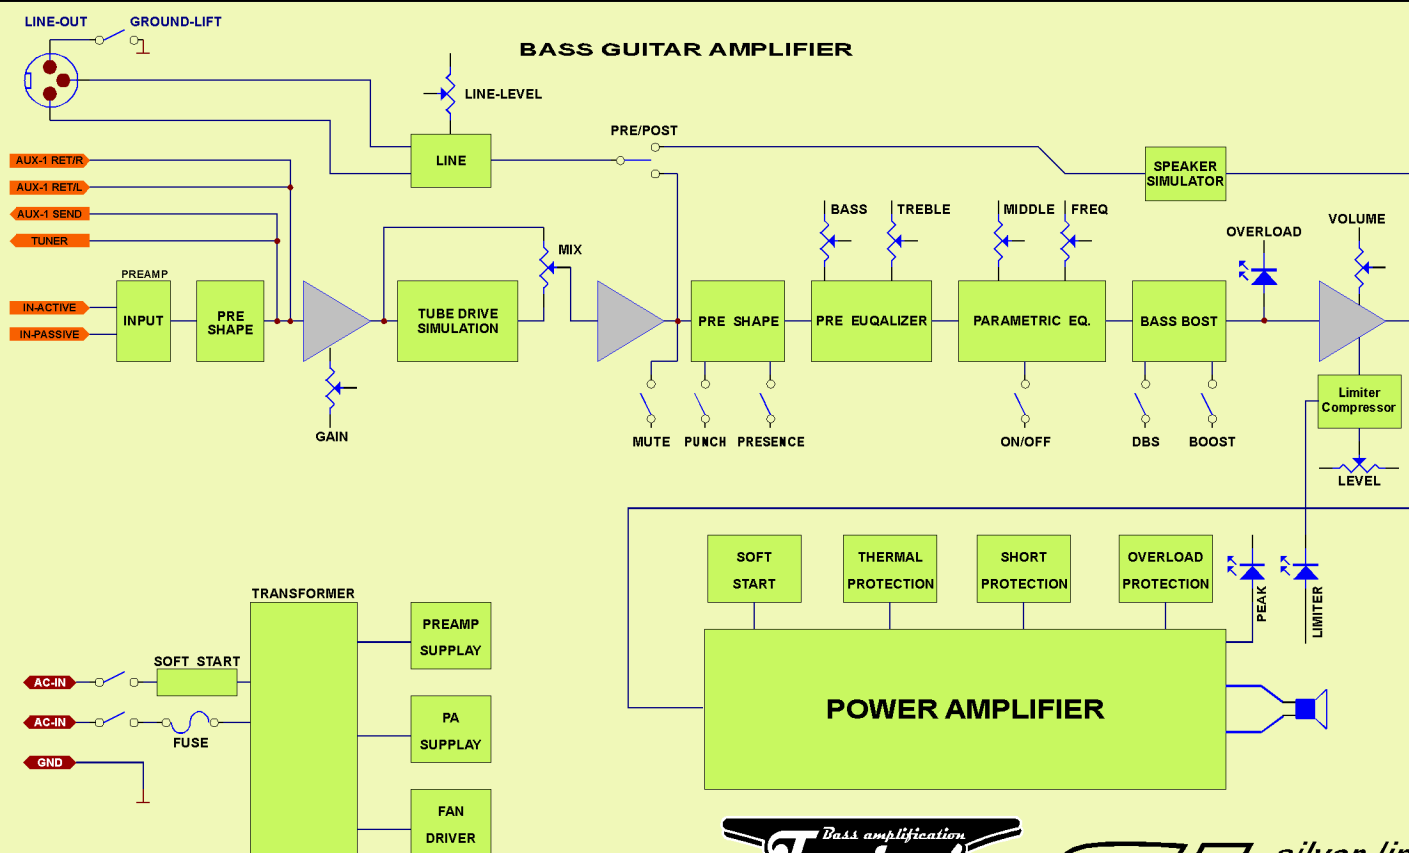 LINE-OUT
GROUND-LIFT
BASS GUITAR AMPLIFIER
LINE-LEVEL
PRE/POST
AUX-1 RET/R
LINE
SPEAKER
SIMULATOR
AUX-1 RET/L
AUX-1 SEND
TUNER
BASS
TREBLE
MIDDLE
FREQ
VOLUME
OVERLOAD
MIX
PREAMP
IN-ACTIVE
IN-PASSIVE
INPUT
PRE
SHAPE
TUBE DRIVE
SIMULATION
PRE SHAPE
PRE EUQALIZER
PARAMETRIC EQ.
BASS BOST
Limiter
Compressor
GAIN
MUTE
PUNCH
PRESENCE
ON/OFF
DBS
BOOST
LEVEL
SOFT
START
THERMAL
PROTECTION
SHORT
PROTECTION
OVERLOAD
PROTECTION
PEAK
LIMITER
TRANSFORMER
PREAMP
SUPPLAY
SOFT START
AC-IN
AC-IN
FUSE
GND
PA
SUPPLAY
POWER AMPLIFIER
FAN
DRIVER
Bass amplification